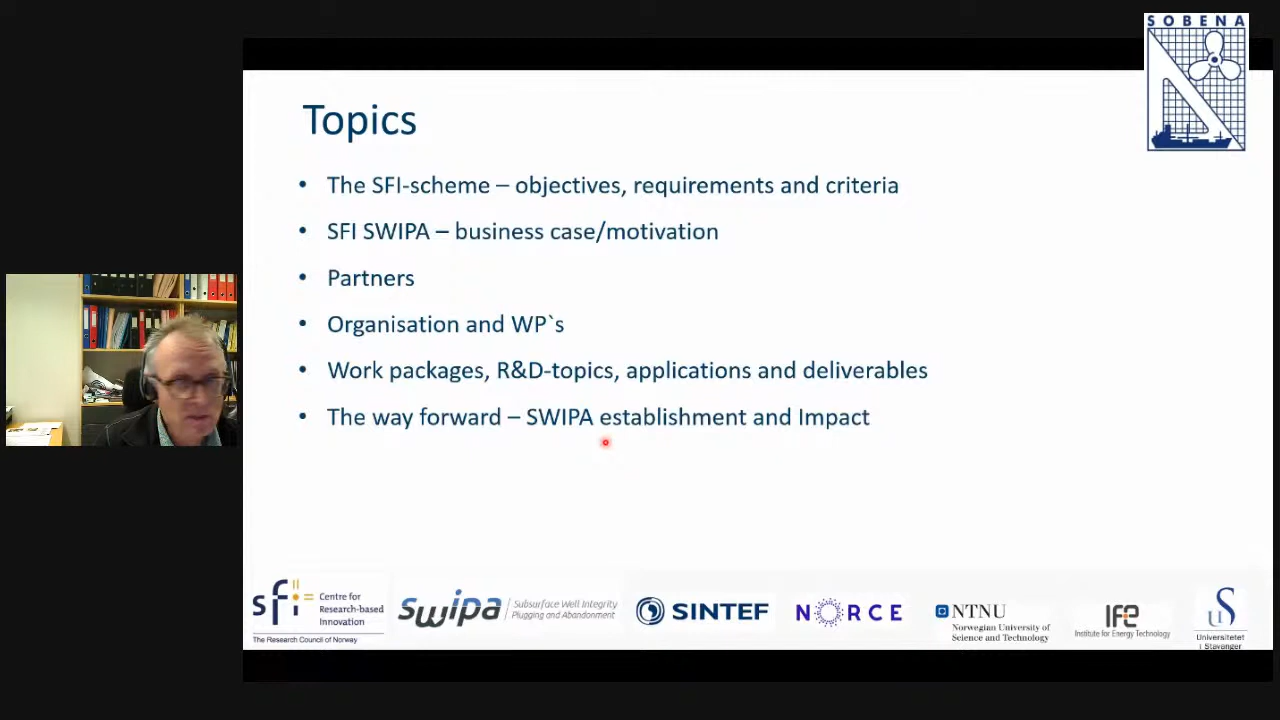 SOBENA
Topics
• The SFI-scheme – objectives, requirements and criteria
• SFI SWIPA – business case/motivation
• Partners
• Organisation and WP`s
• Work packages, R&D-topics, applications and deliverables
• The way forward – SWIPA establishment and Impact
sfi
Centre for
Research-based
Innovation
The Research Council of Norway
swipa
Subsurface Well Integrity
Plugging and Abandonment
SINTEF
NORCE
NTNU
Norwegian University of
Science and Technology
IFE
Institute for Energy Technology
uS
Universitetet
i Stavanger